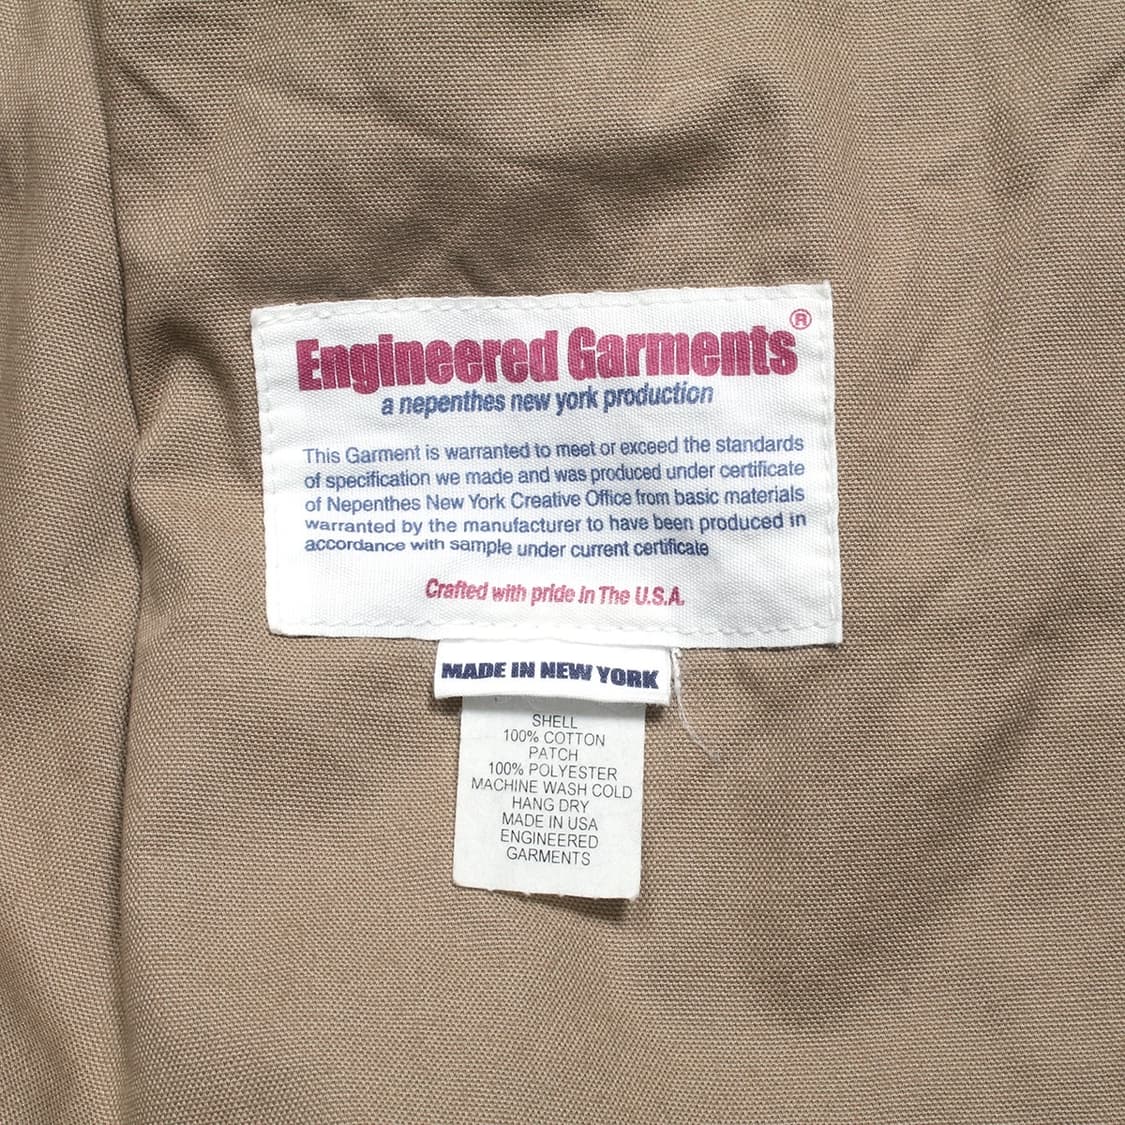 Engineered Garments®
a nepenthes new york production
This Garment is warranted to meet or exceed the standards
of specification we made and was produced under certificate
of Nepenthes New York Creative Office from basic materials
warranted by the manufacturer to have been produced in
accordance with sample under current certificate
Crafted with pride in The U.S.A.
MADE IN NEW YORK
SHELL
100% COTTON
PATCH
100% POLYESTER
MACHINE WASH COLD
HANG DRY
MADE IN USA
ENGINEERED
GARMENTS